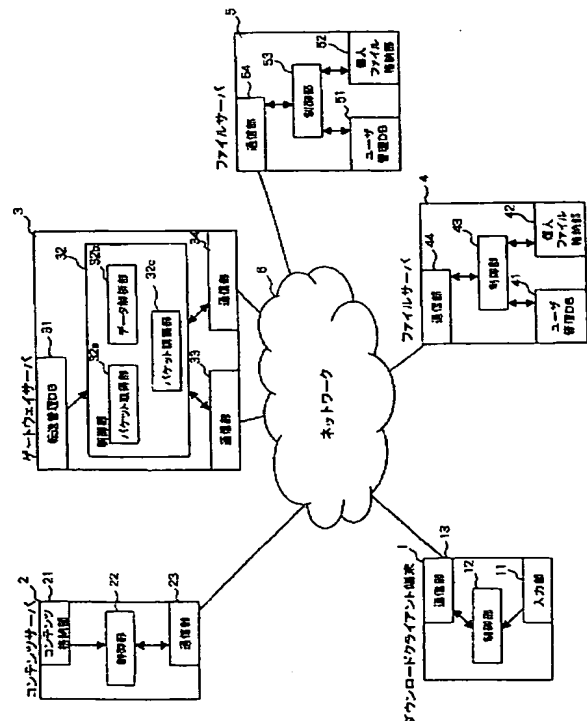 コンテンツサーバ
2
21
コンテンツ
格納部
22
制御部
23
通信部
ゲートウェイサーバ
3
31
転送管理DB
32
制御部
32a
パケット取得部
32b
データ制御部
32c
33
通信部
34
通信部
ファイルサーバ
5
54
通信部
53
制御部
51
ユーザ
管理DB
52
個人
ファイル
格納部
6
ネットワーク
ダウンロードクライアント端末
1
13
通信部
12
制御部
11
入力部
ファイルサーバ
4
44
通信部
43
制御部
41
ユーザ
管理DB
42
個人
ファイル
格納部